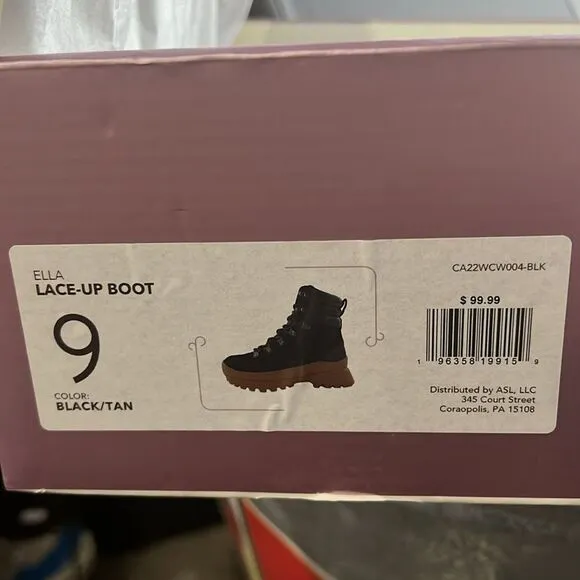 ELLA
LACE-UP BOOT
9
COLOR:
BLACK/TAN
CA22WCW004-BLK
$ 99.99
1 96358 19915 9
Distributed by ASL, LLC
345 Court Street
Coraopolis, PA 15108